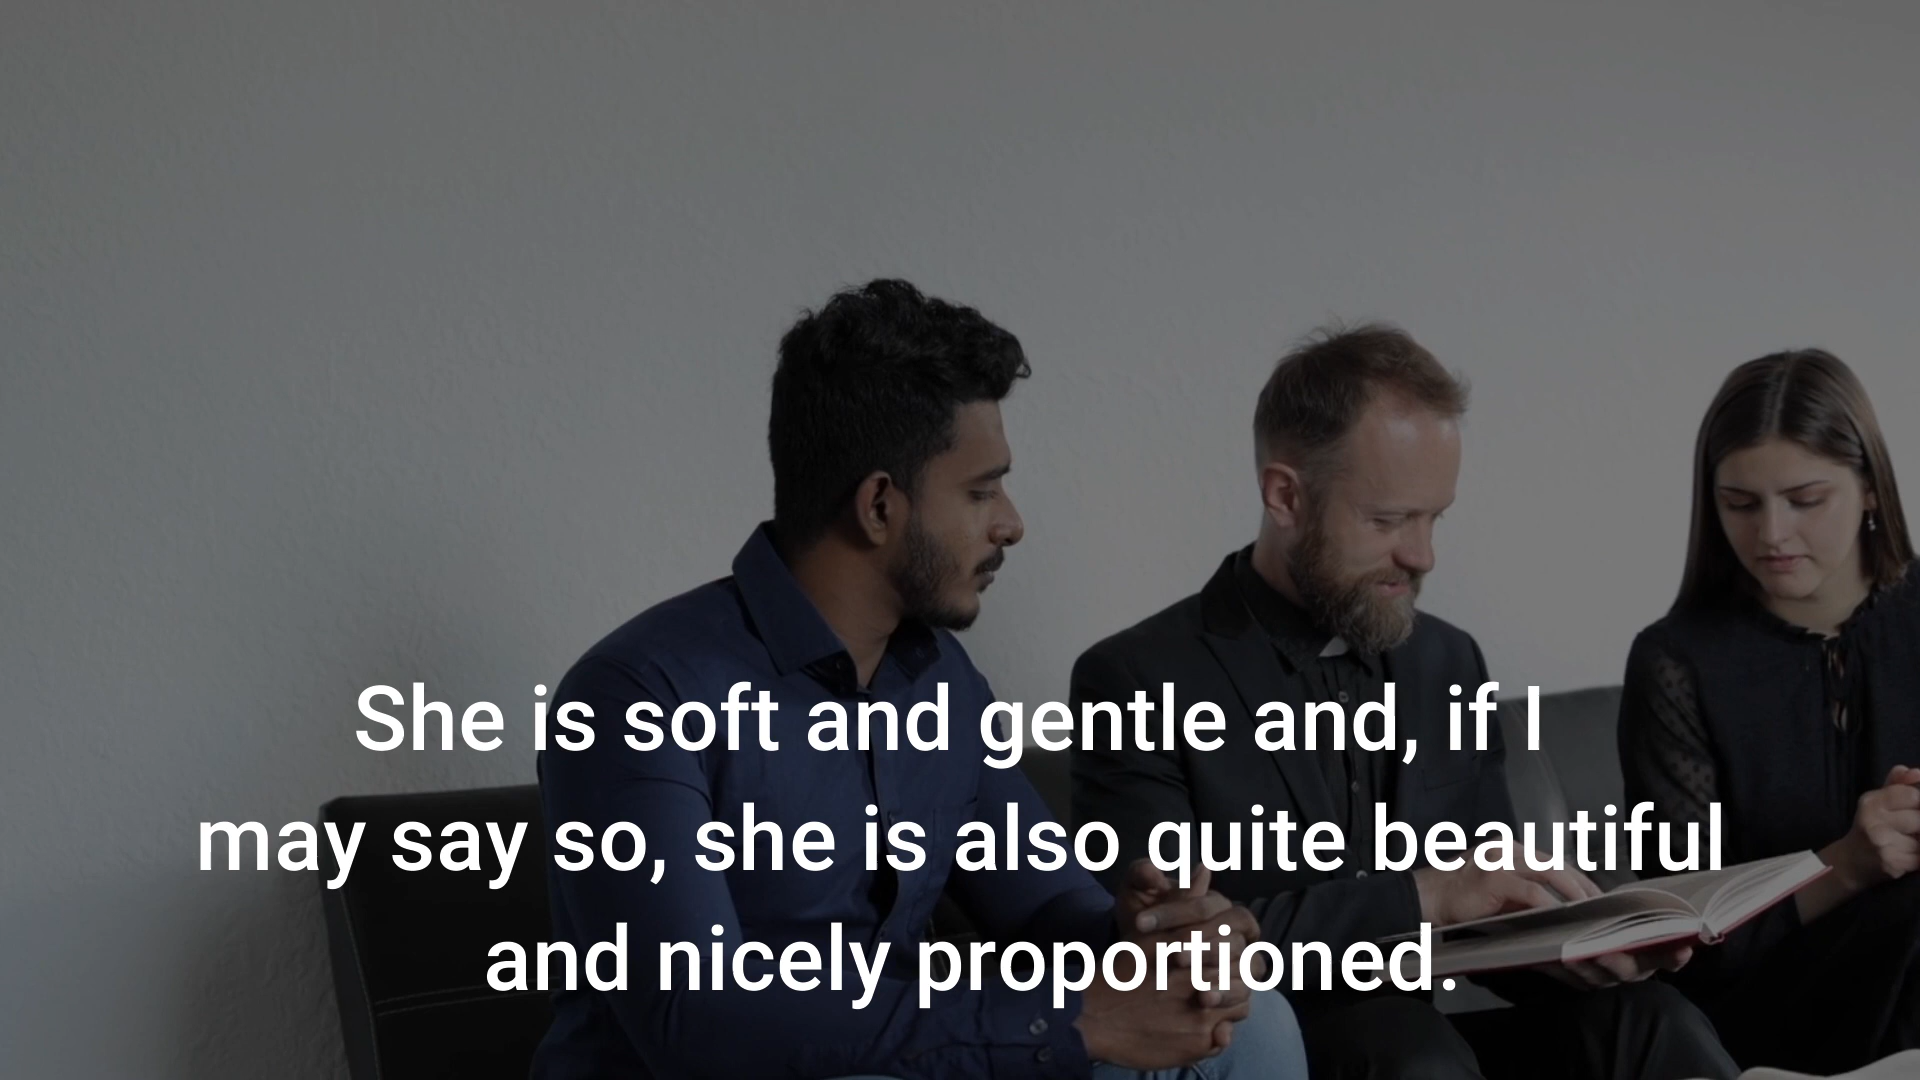 She is soft and gentle and, if I
may say so, she is also quite beautiful
and nicely proportioned.